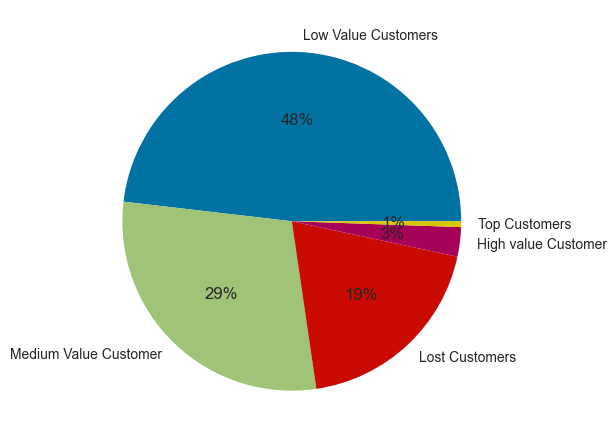 Low Value Customers
48%
1%
Top Customers
3%
High value Customer
29%
19%
Medium Value Customer
Lost Customers